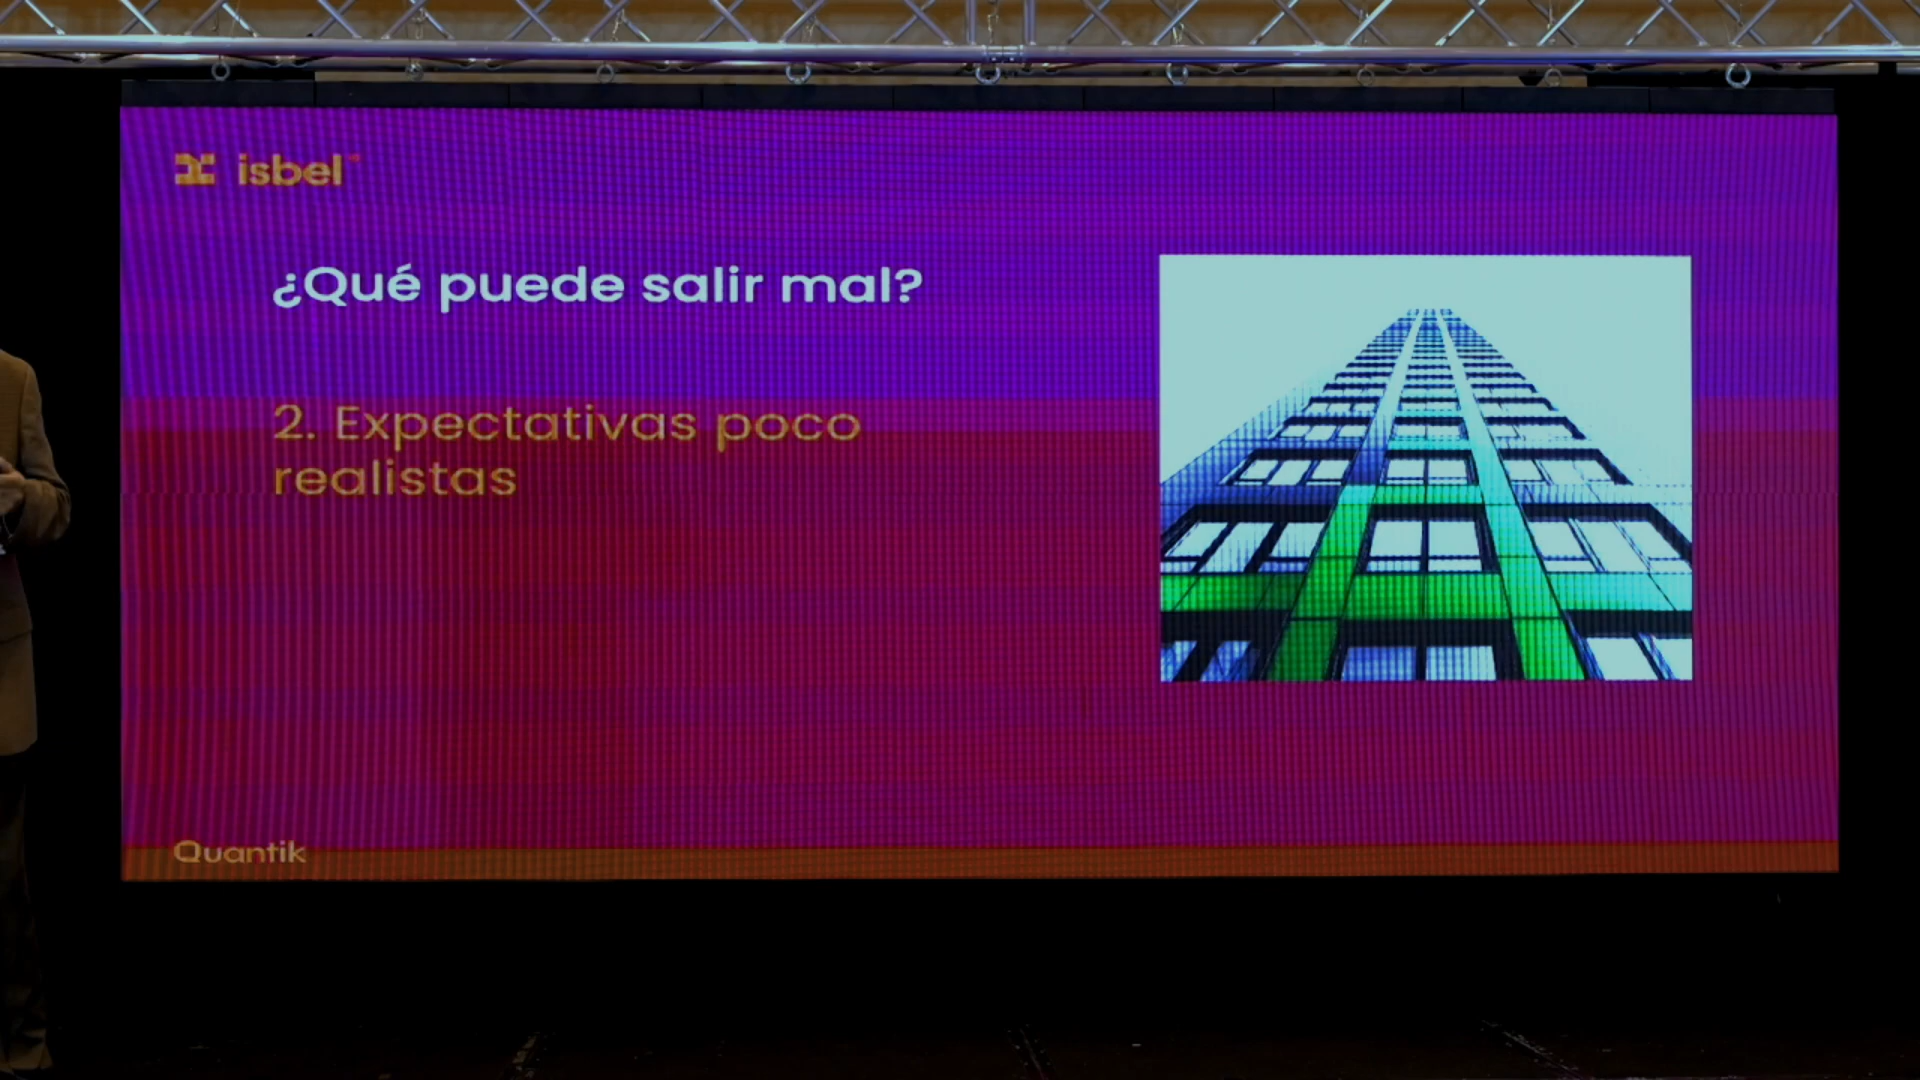 isbel
¿Qué puede salir mal?
2. Expectativas poco
realistas
Quantik